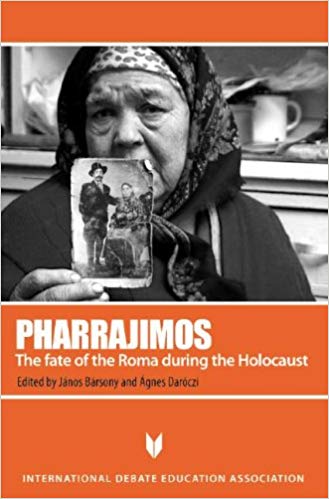 PHARRAJIMOS
The fate of the Roma during the Holocaust
Edited by János Bársony and Ágnes Daróczi
INTERNATIONAL DEBATE EDUCATION ASSOCIATION